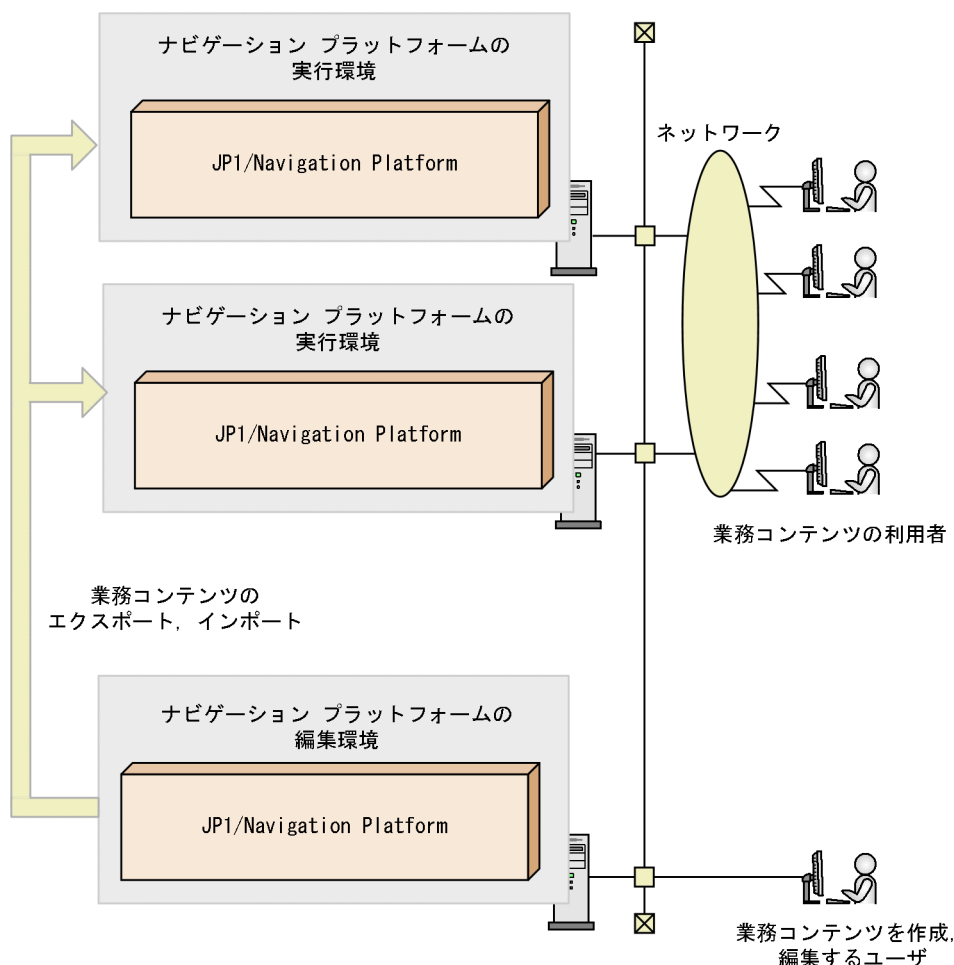 ナビゲーション プラットフォームの
実行環境
JP1/Navigation Platform
ネットワーク
ナビゲーション プラットフォームの
実行環境
JP1/Navigation Platform
業務コンテンツの利用者
業務コンテンツの
エクスポート，インポート
ナビゲーション プラットフォームの
編集環境
JP1/Navigation Platform
業務コンテンツを作成，
編集するユーザ